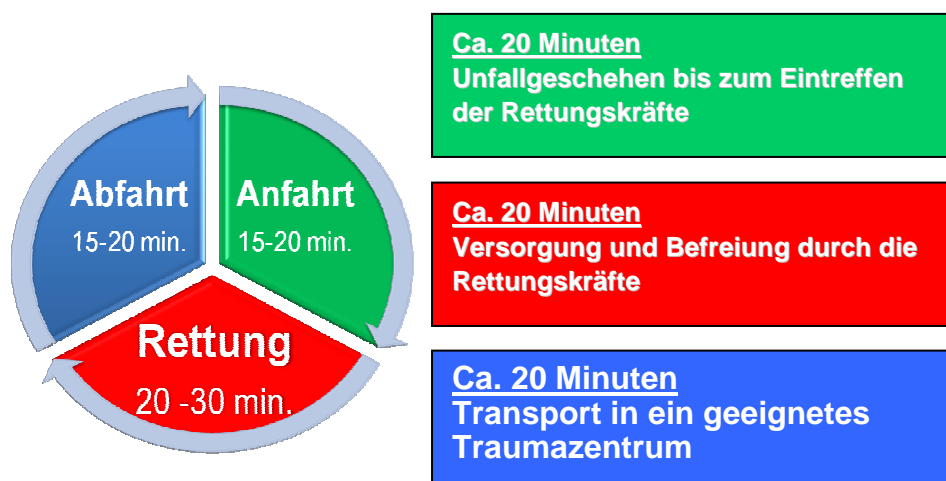 Abfahrt
15-20 min.
Anfahrt
15-20 min.
Rettung
20 -30 min.
Ca. 20 Minuten
Unfallgeschehen bis zum Eintreffen
der Rettungskräfte
Ca. 20 Minuten
Versorgung und Befreiung durch die
Rettungskräfte
Ca. 20 Minuten
Transport in ein geeignetes
Traumazentrum